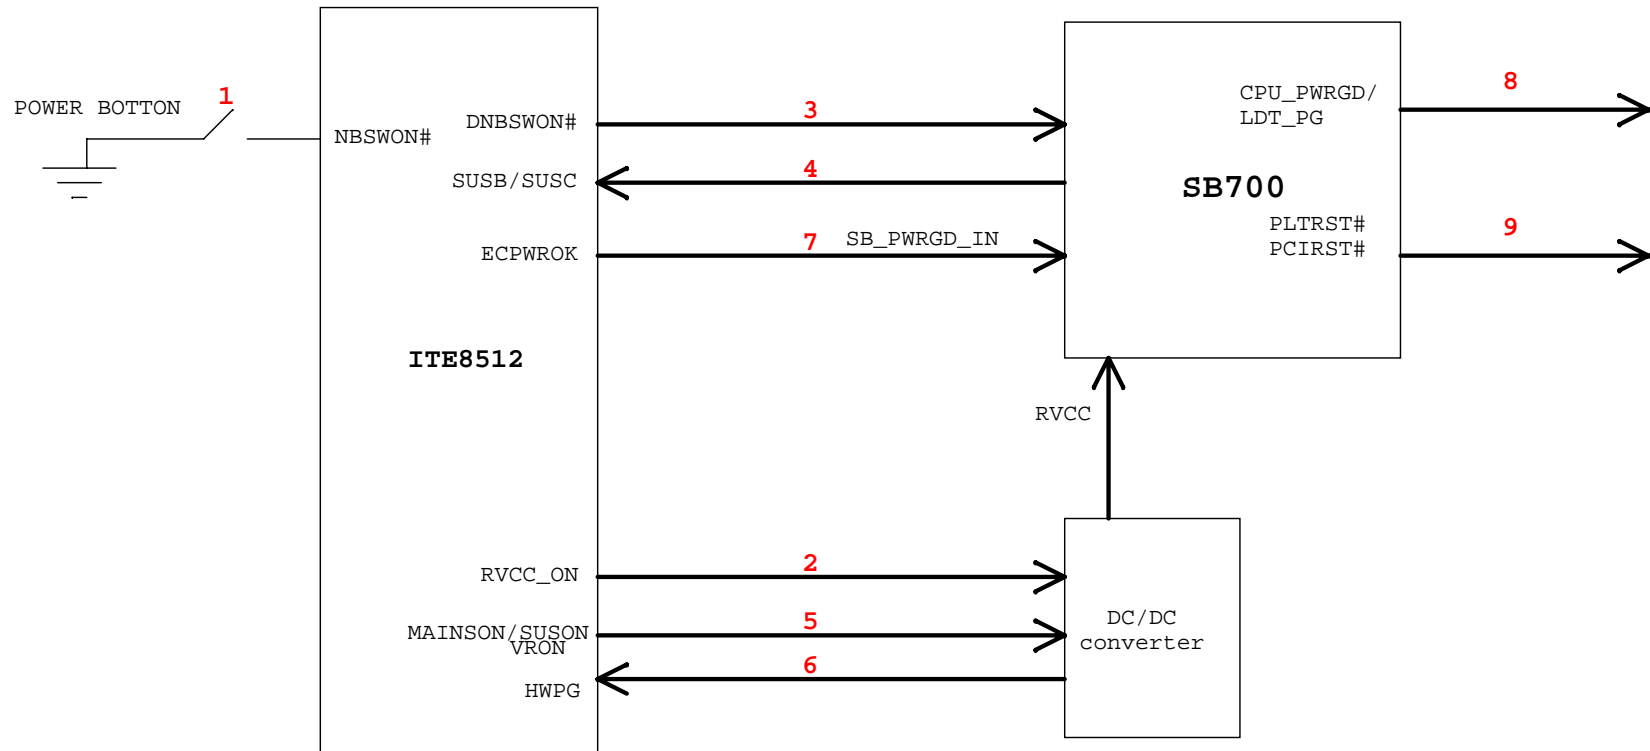 POWER BOTTON
1
NBSWON#
DNBSWON#
3
SUSB/SUSC
4
ECPWROK
7
SB_PWRGD_IN
ITE8512
CPU_PWRGD/
LDT_PG
8
SB700
PLTRST#
PCIRST#
9
RVCC
RVCC_ON
2
MAINSON/SUSON
VRON
5
HWPG
6
DC/DC
converter